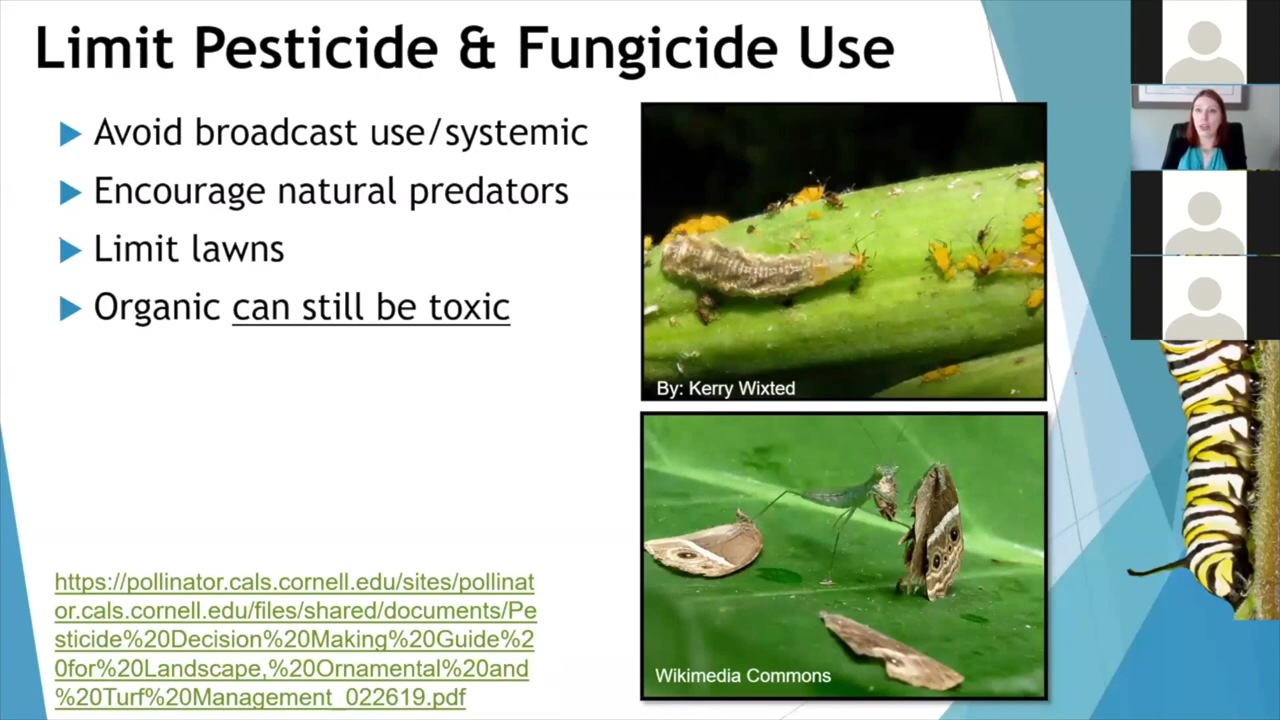 Limit Pesticide & Fungicide Use
Avoid broadcast use/systemic
Encourage natural predators
Limit lawns
Organic can still be toxic
By: Kerry Wixted
Wikimedia Commons
https://pollinator.cals.cornell.edu/sites/pollinat
or.cals.cornell.edu/files/shared/documents/Pe
sticide%20Decision%20Making%20Guide%2
0for%20Landscape,%20Ornamental%20and
%20Turf%20Management_022619.pdf